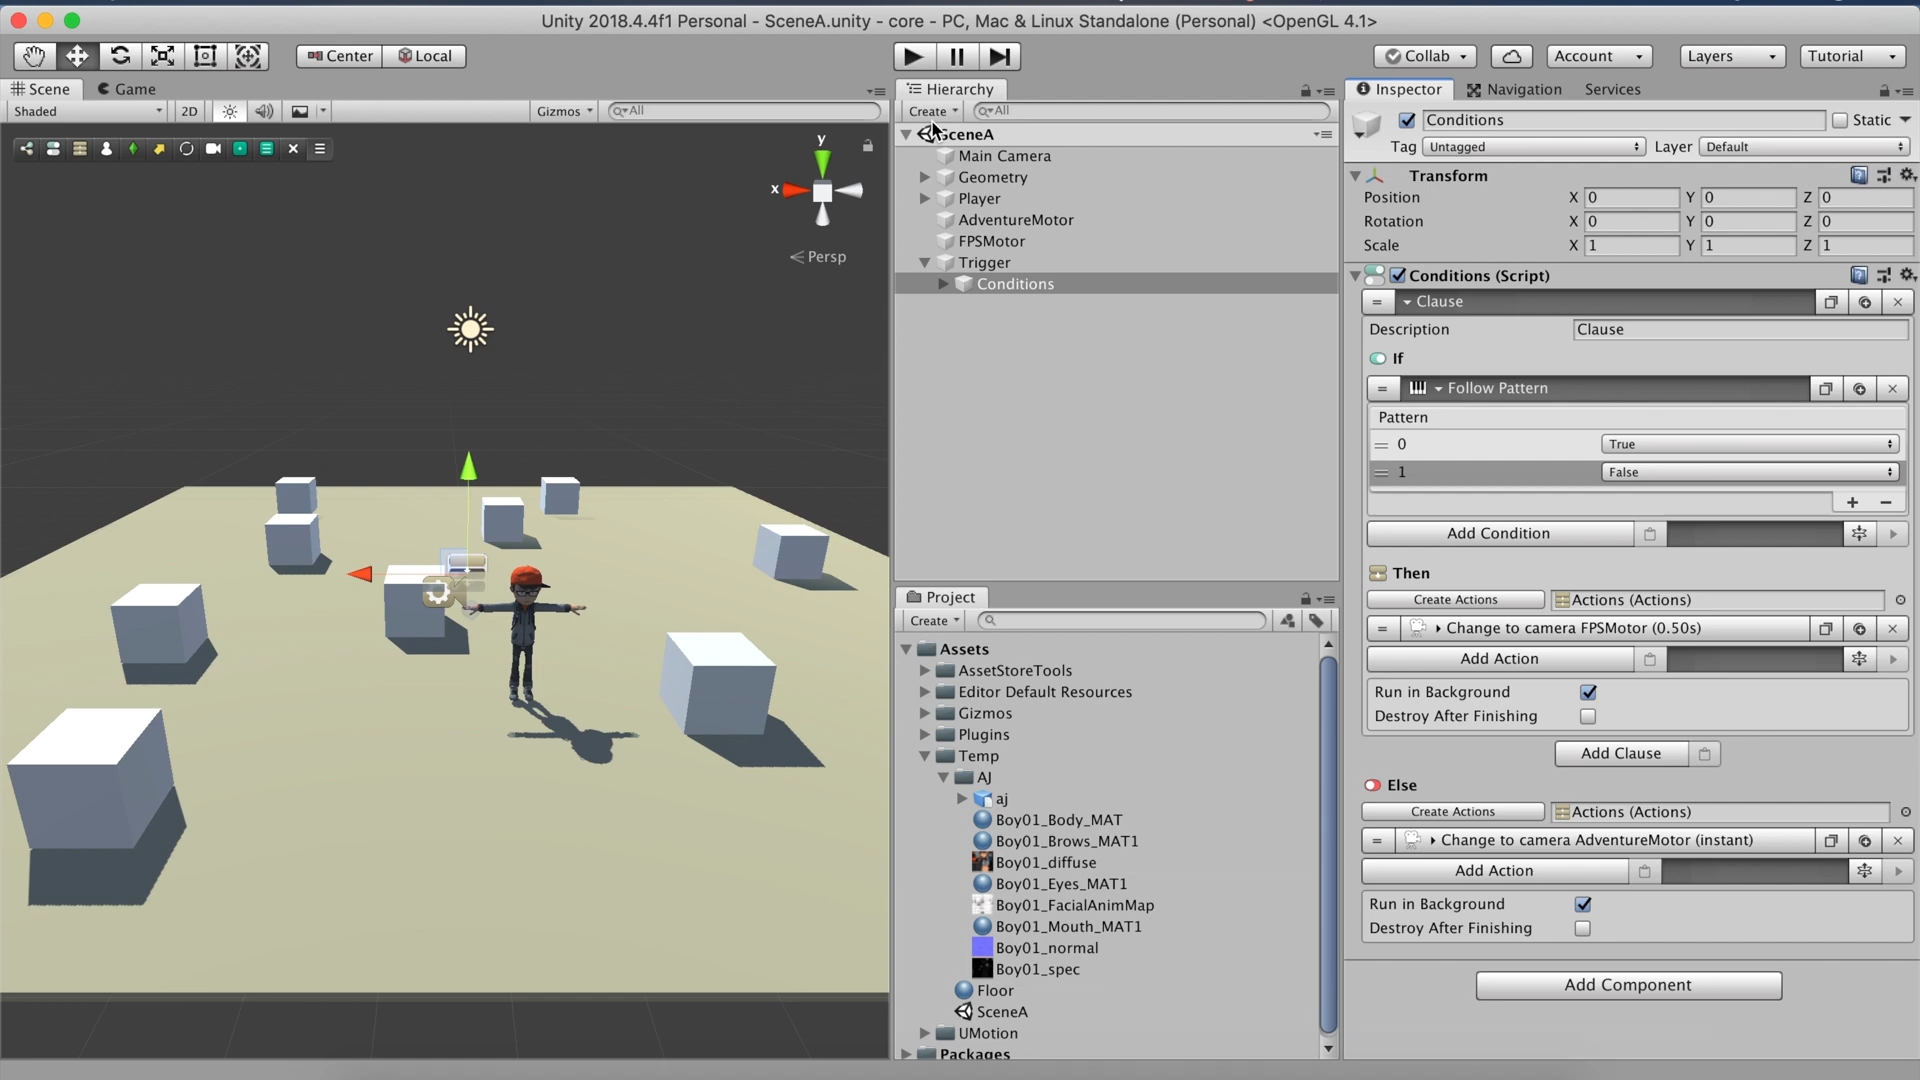 Unity 2018.4.4f1 Personal - SceneA.unity - core - PC, Mac & Linux Standalone (Personal) <OpenGL 4.1>
Center Local
Collab Account Layers Tutorial
Scene Game
Shaded 2D Gizmos All
y
x
Persp
Hierarchy
Create All
SceneA
Main Camera
Geometry
Player
AdventureMotor
FPSMotor
Trigger
Conditions
Project
Create
Assets
AssetStoreTools
Editor Default Resources
Gizmos
Plugins
Temp
AJ
aj
Boy01_Body_MAT
Boy01_Brows_MAT1
Boy01_diffuse
Boy01_Eyes_MAT1
Boy01_FacialAnimMap
Boy01_Mouth_MAT1
Boy01_normal
Boy01_spec
Floor
SceneA
UMotion
Packages
Inspector Navigation Services
Conditions Static
Tag Untagged Layer Default
Transform
Position X 0 Y 0 Z 0
Rotation X 0 Y 0 Z 0
Scale X 1 Y 1 Z 1
Conditions (Script)
Clause
Description Clause
If
Follow Pattern
Pattern
0 True
1 False
Add Condition
Then
Create Actions Actions (Actions)
Change to camera FPSMotor (0.50s)
Add Action
Run in Background
Destroy After Finishing
Add Clause
Else
Create Actions Actions (Actions)
Change to camera AdventureMotor (instant)
Add Action
Run in Background
Destroy After Finishing
Add Component